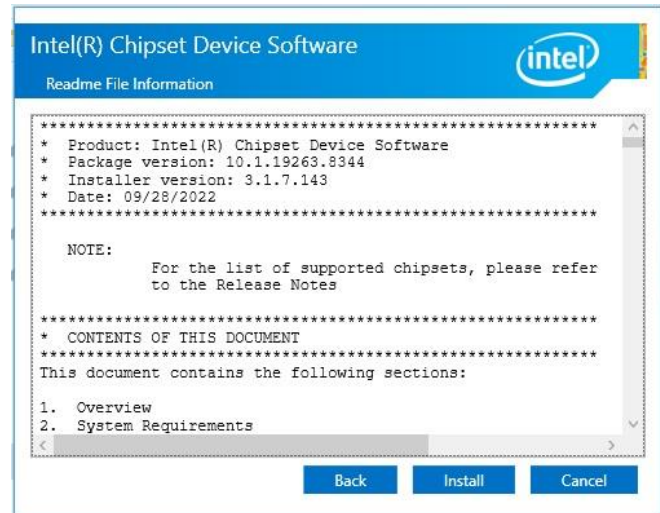 Intel(R) Chipset Device Software
intel
Readme File Information
************************************************************
* Product: Intel(R) Chipset Device Software
* Package version: 10.1.19263.8344
* Installer version: 3.1.7.143
* Date: 09/28/2022
************************************************************
NOTE:
For the list of supported chipsets, please refer
to the Release Notes
************************************************************
* CONTENTS OF THIS DOCUMENT
************************************************************
This document contains the following sections:
1. Overview
2. System Requirements
Back Install Cancel